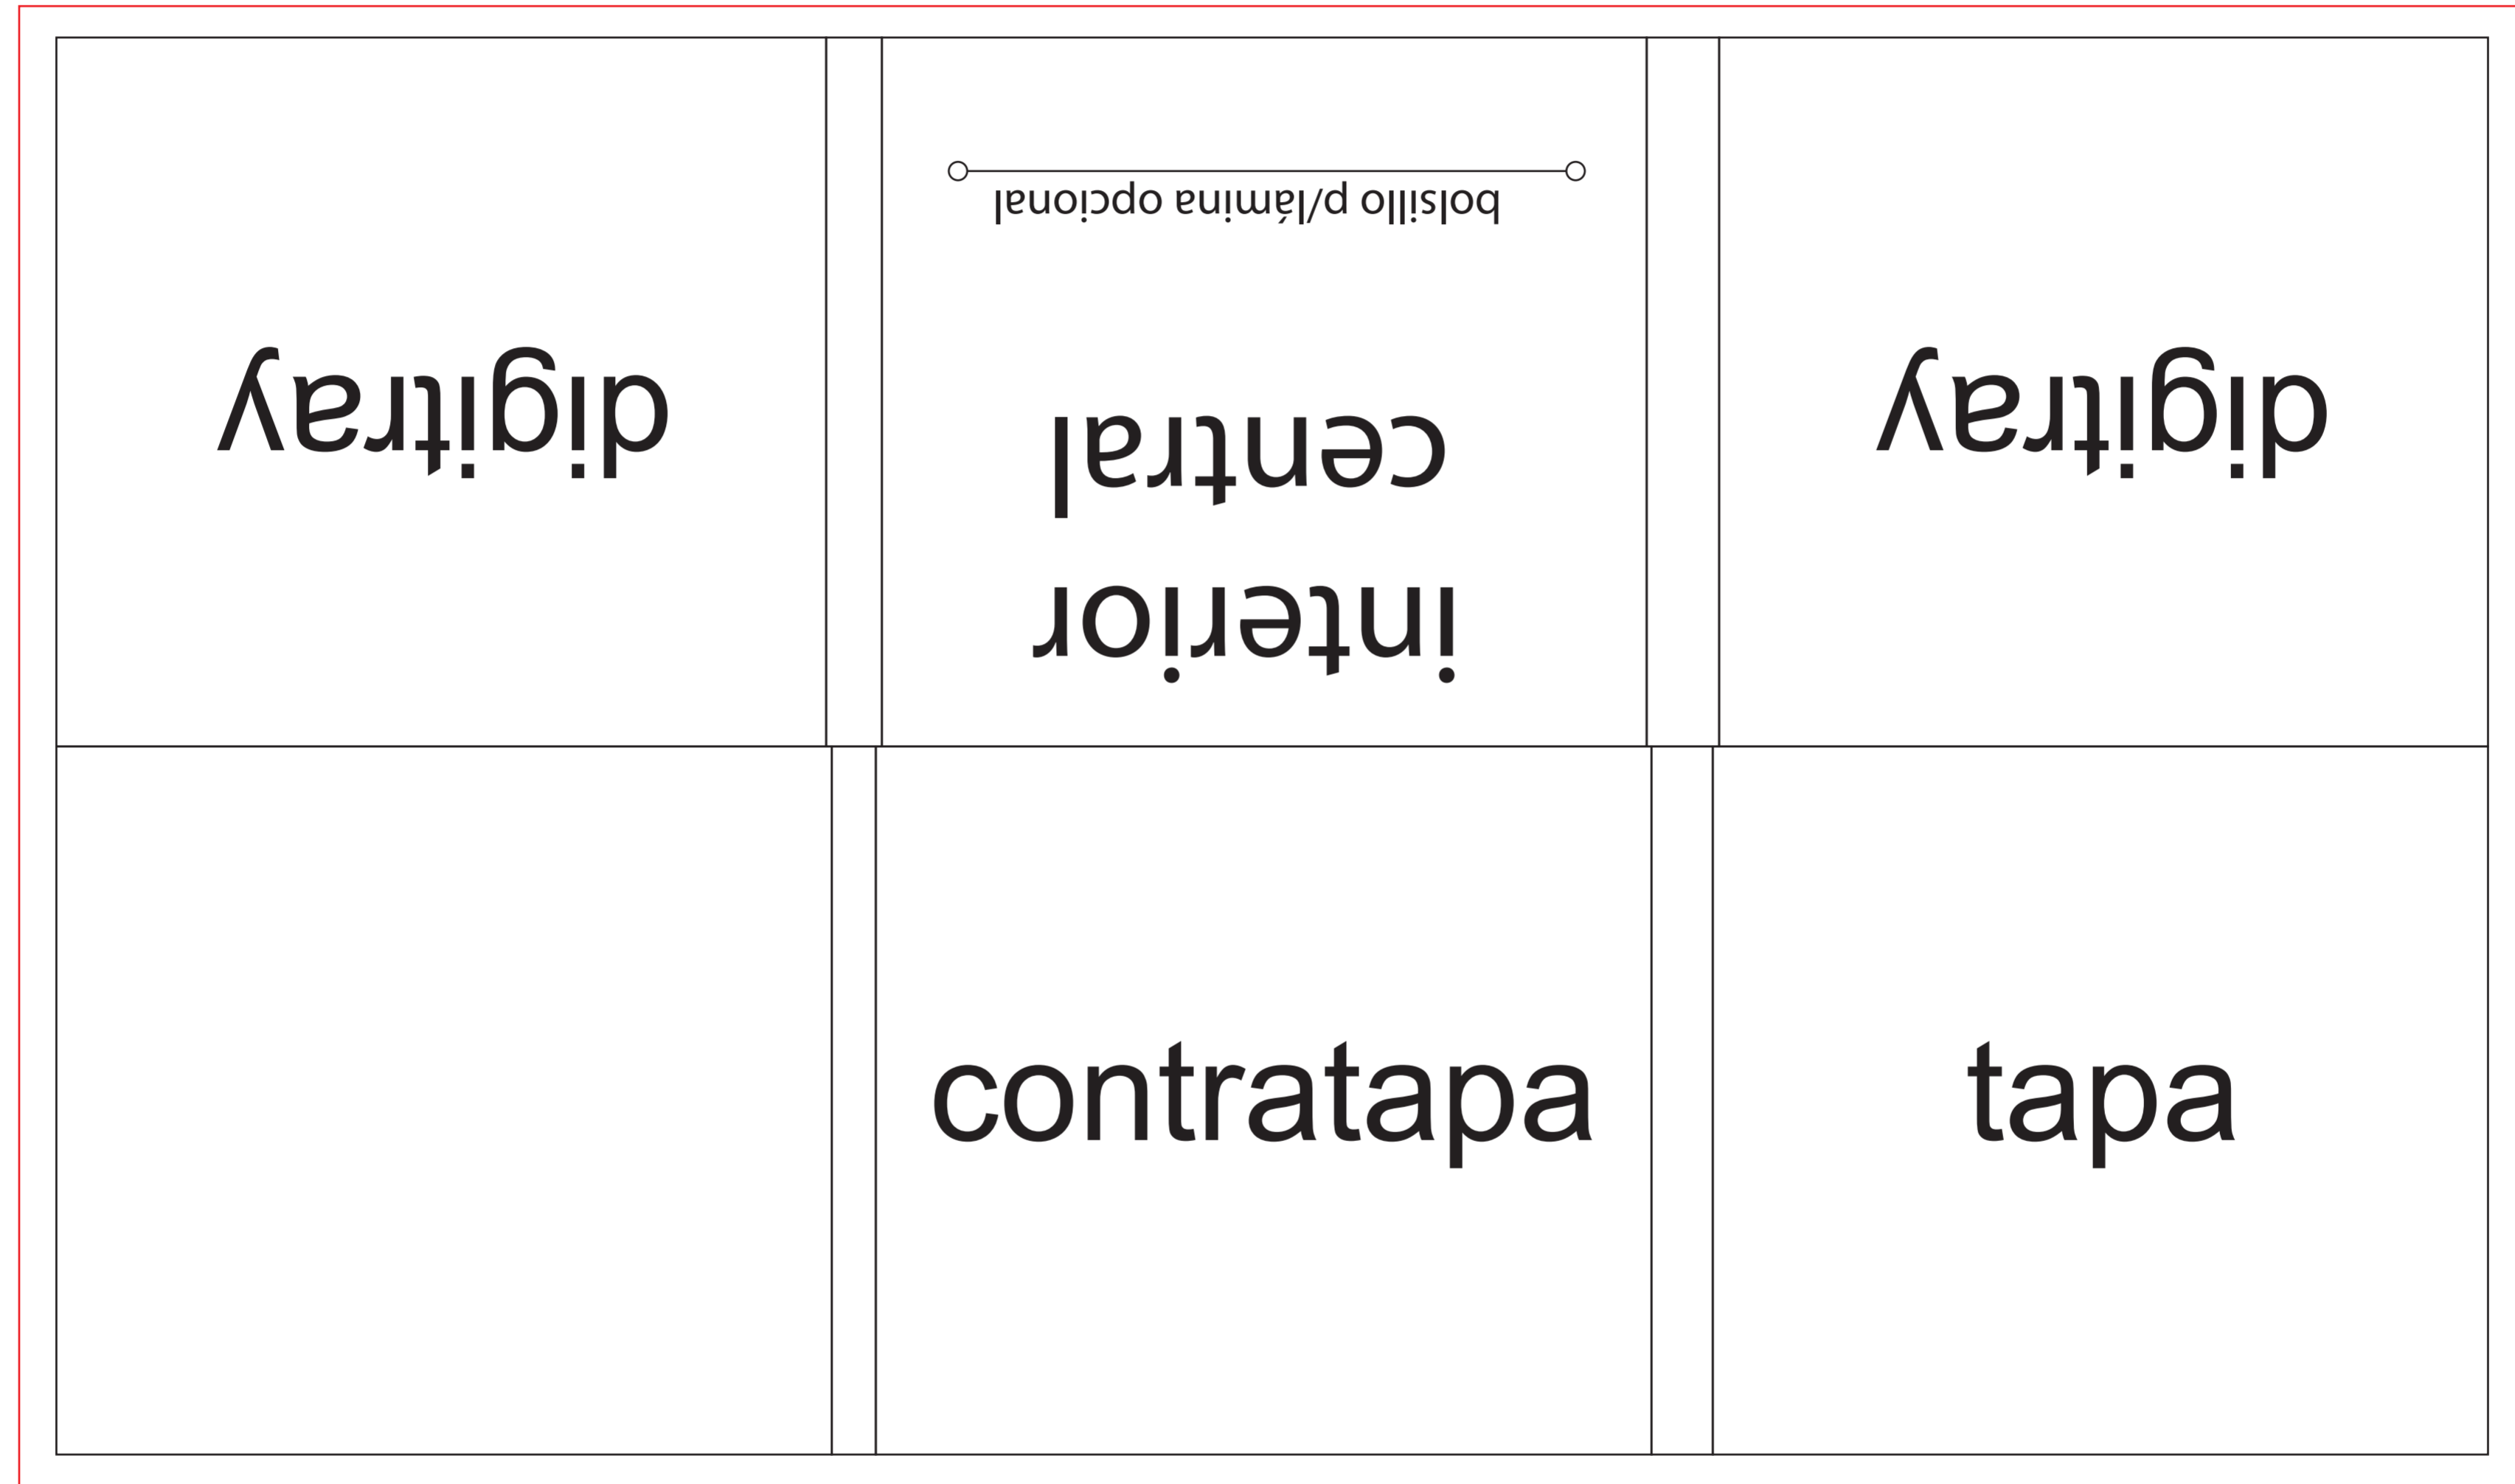 bolsillo p/lámina opcional
digitray
interior
central
digitray
contratapa
tapa